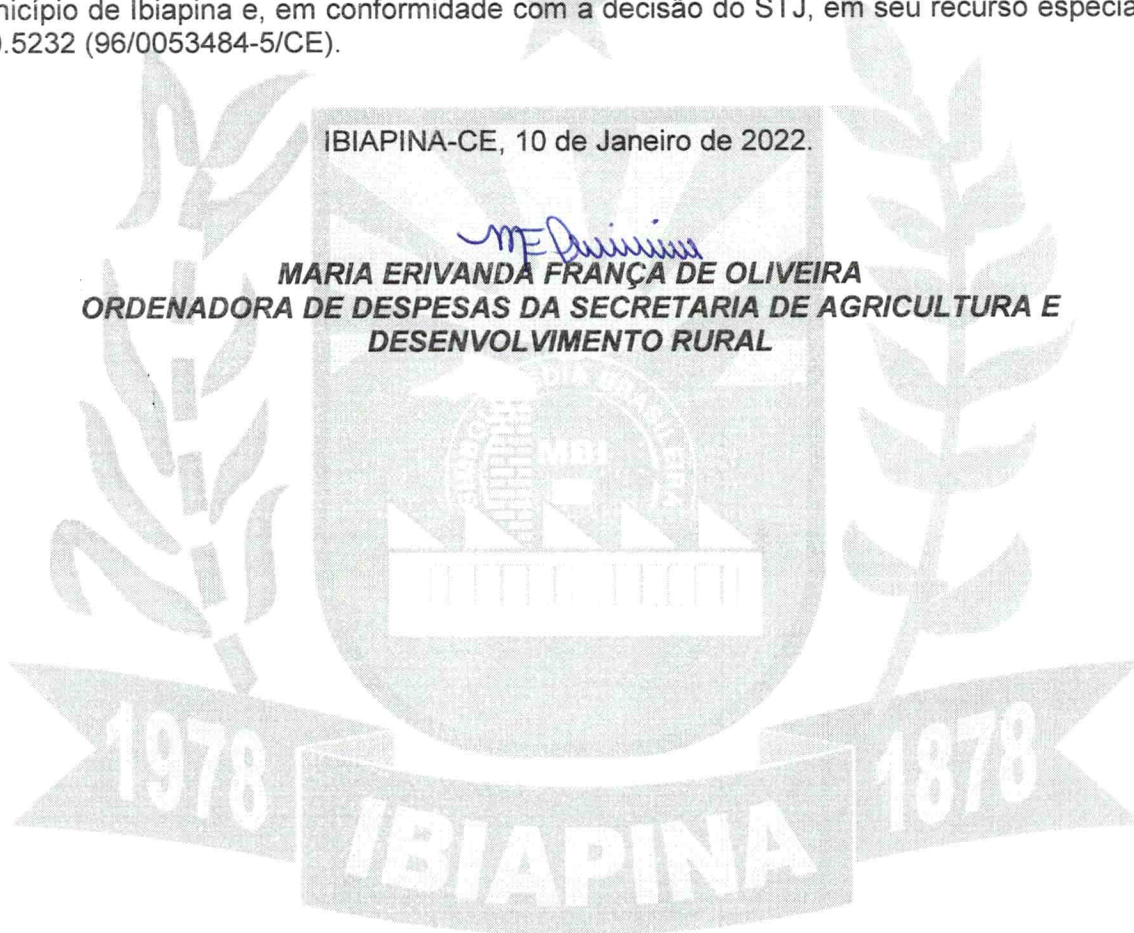 nicípio de Ibiapina e, em conformidade com a decisão do STJ, em seu recurso especia
.5232 (96/0053484-5/CE).
IBIAPINA-CE, 10 de Janeiro de 2022.
MARIA ERIVANDA FRANÇA DE OLIVEIRA
ORDENADORA DE DESPESAS DA SECRETARIA DE AGRICULTURA E
DESENVOLVIMENTO RURAL
MBI
1978
IBIAPINA
1878